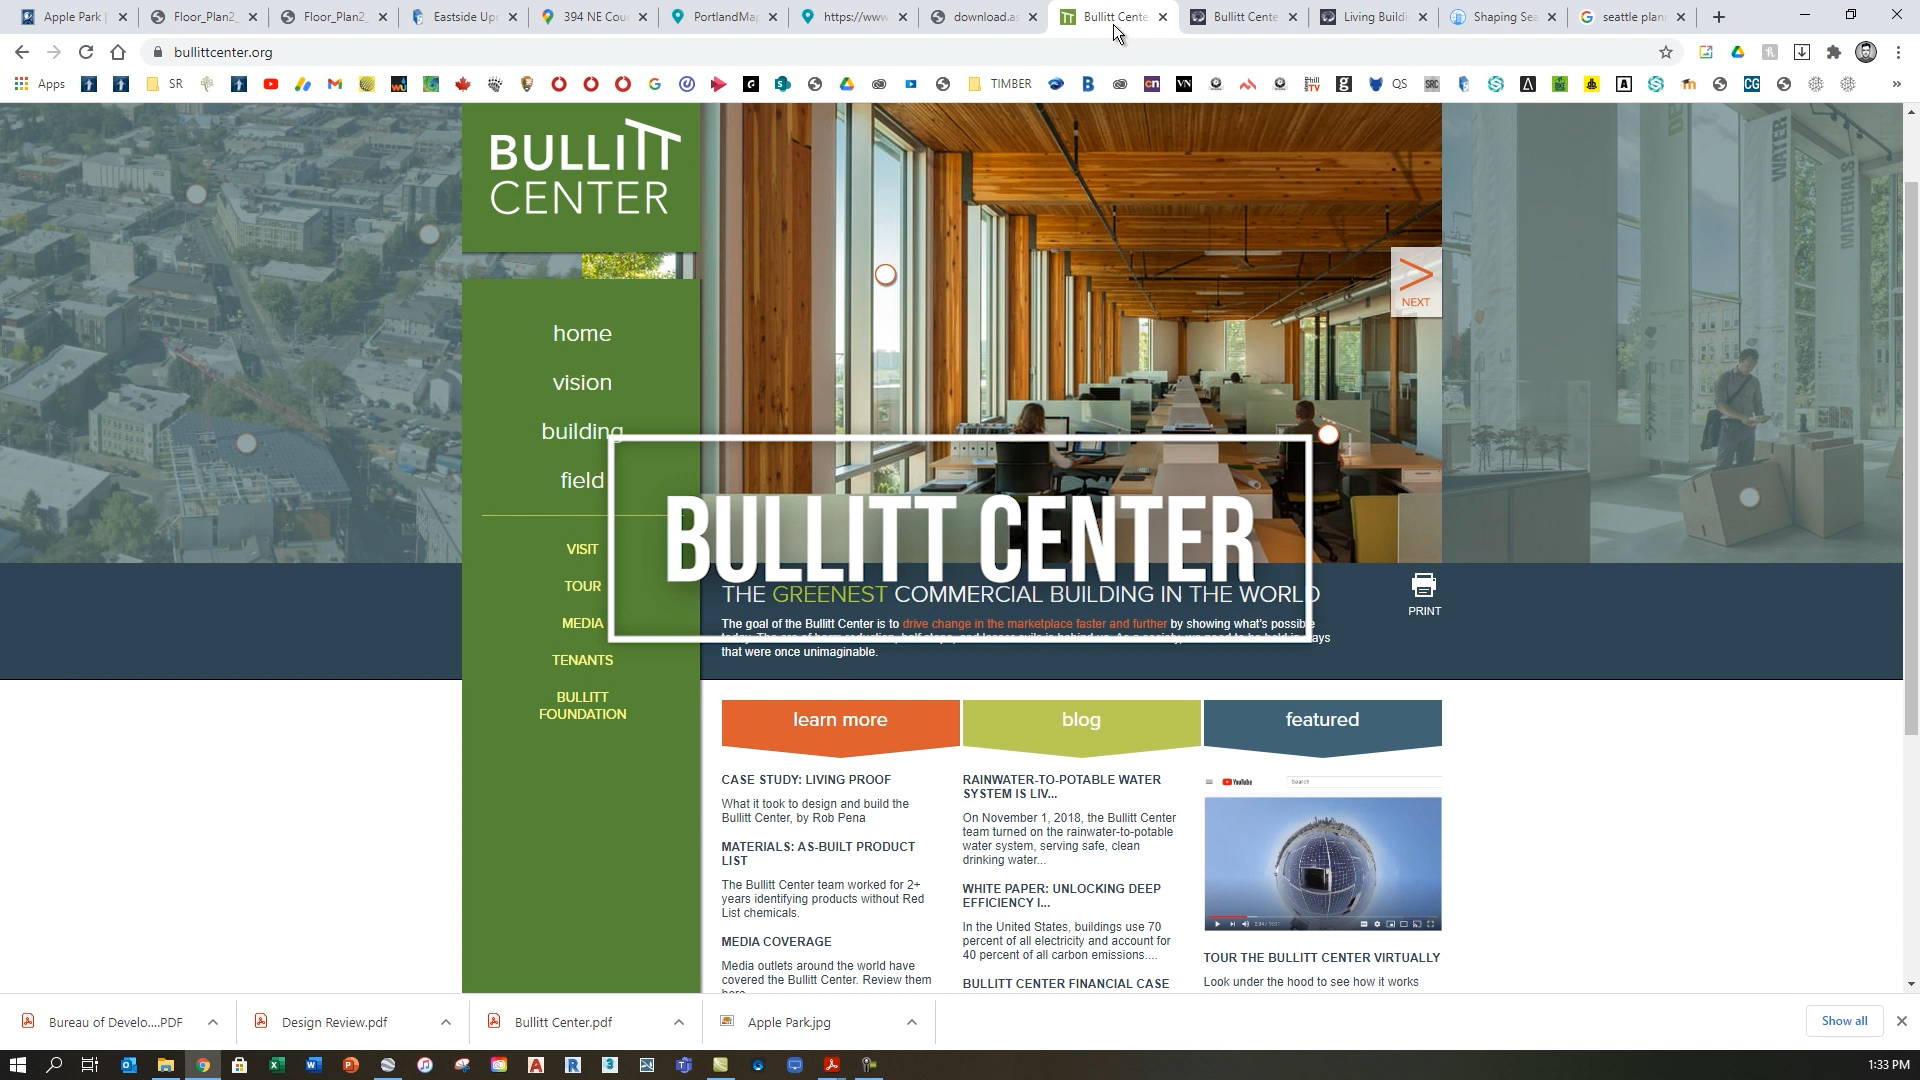 Apple Park
Floor_Plan2_
Floor_Plan2_
Eastside Upr
394 NE Couc
PortlandMap
https://www
download.as
Bullitt Cente
Bullitt Cente
Living Buildi
Shaping Sea
seattle plan
bullittcenter.org
Apps
SR
TIMBER
QS
BULLITT
CENTER
home
vision
building
field
VISIT
TOUR
MEDIA
TENANTS
BULLITT
FOUNDATION
WATER
MATERIALS
NEXT
BULLITT CENTER
THE GREENEST COMMERCIAL BUILDING IN THE WORLD
PRINT
The goal of the Bullitt Center is to drive change in the marketplace faster and further by showing what's possible
that were once unimaginable.
learn more
CASE STUDY: LIVING PROOF
What it took to design and build the
Bullitt Center, by Rob Pena
MATERIALS: AS-BUILT PRODUCT
LIST
The Bullitt Center team worked for 2+
years identifying products without Red
List chemicals.
MEDIA COVERAGE
Media outlets around the world have
covered the Bullitt Center. Review them
blog
RAINWATER-TO-POTABLE WATER
SYSTEM IS LIV...
On November 1, 2018, the Bullitt Center
team turned on the rainwater-to-potable
water system, serving safe, clean
drinking water...
WHITE PAPER: UNLOCKING DEEP
EFFICIENCY I...
In the United States, buildings use 70
percent of all electricity and account for
40 percent of all carbon emissions....
BULLITT CENTER FINANCIAL CASE
featured
YouTube
Search
TOUR THE BULLITT CENTER VIRTUALLY
Look under the hood to see how it works
Bureau of Develo....PDF
Design Review.pdf
Bullitt Center.pdf
Apple Park.jpg
Show all
1:33 PM